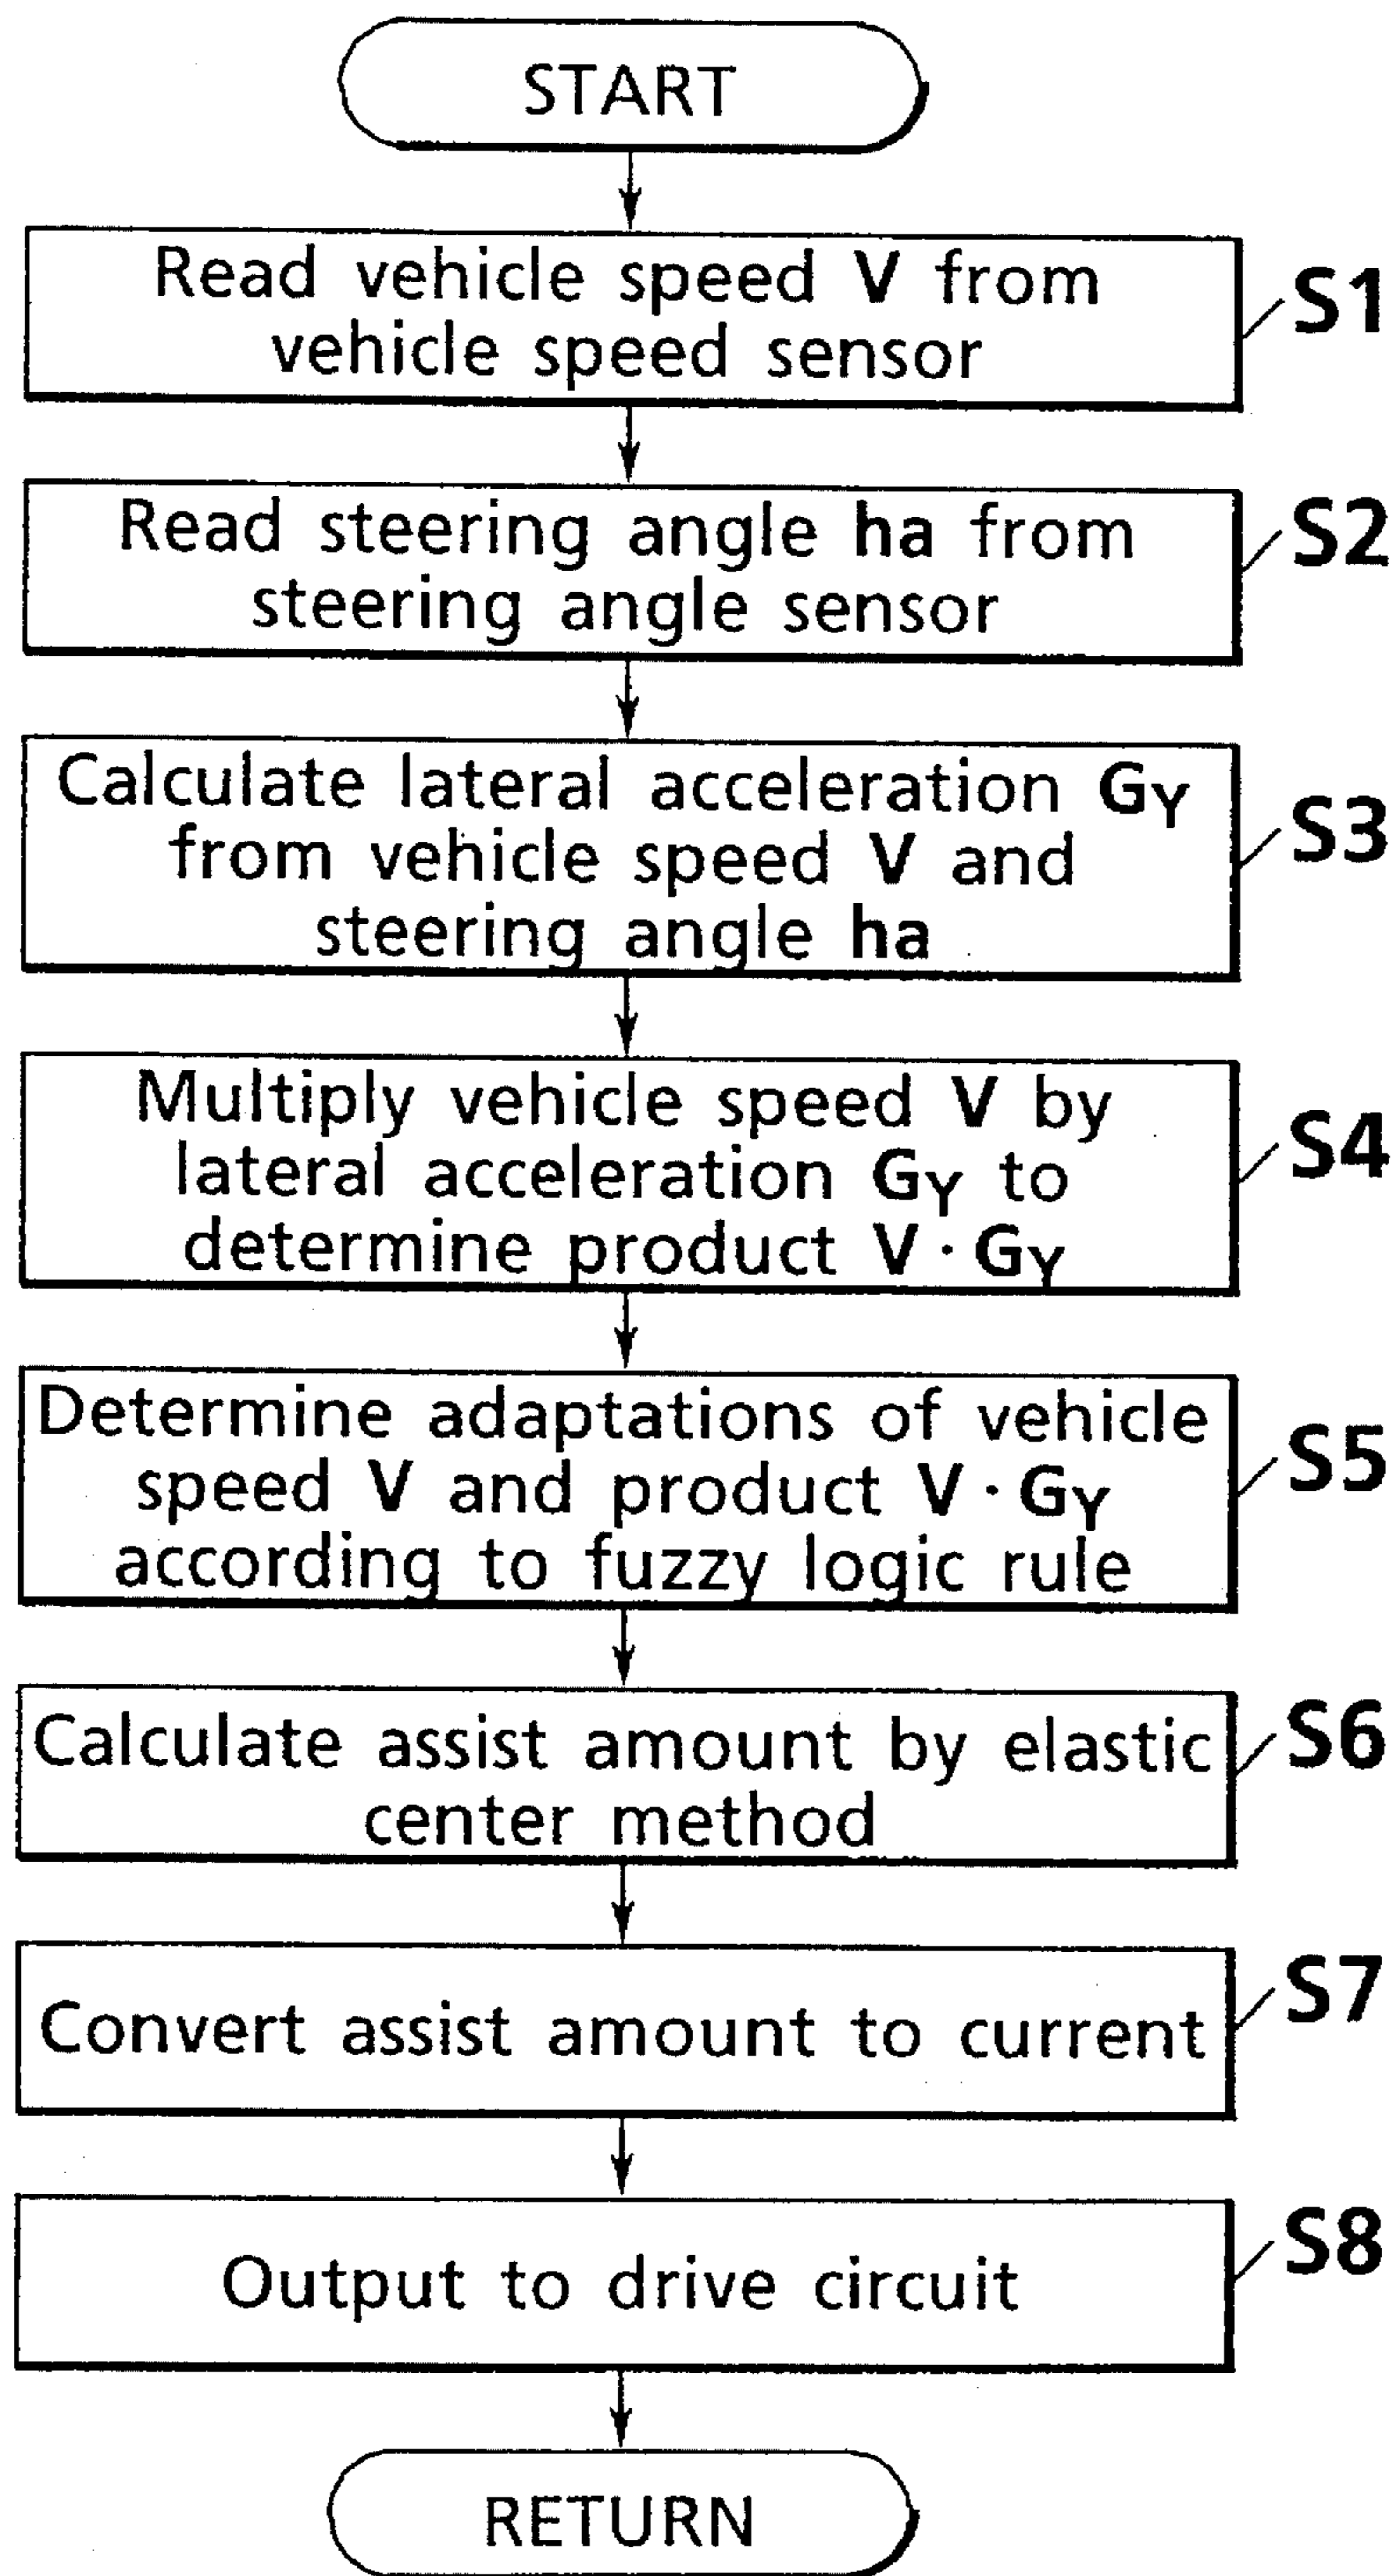 START
Read vehicle speed V from
vehicle speed sensor
S1
Read steering angle ha from
steering angle sensor
S2
Calculate lateral acceleration GY
from vehicle speed V and
steering angle ha
S3
Multiply vehicle speed V by
lateral acceleration GY to
determine product V · GY
S4
Determine adaptations of vehicle
speed V and product V · GY
according to fuzzy logic rule
S5
Calculate assist amount by elastic
center method
S6
Convert assist amount to current
S7
Output to drive circuit
S8
RETURN